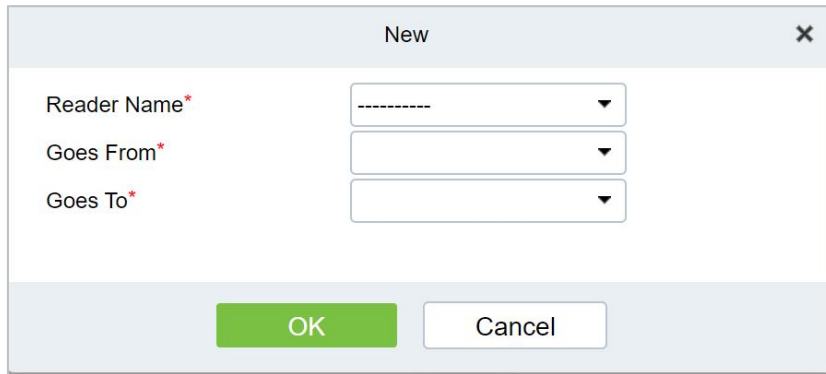 New
Reader Name* ----------
Goes From*
Goes To*
OK Cancel